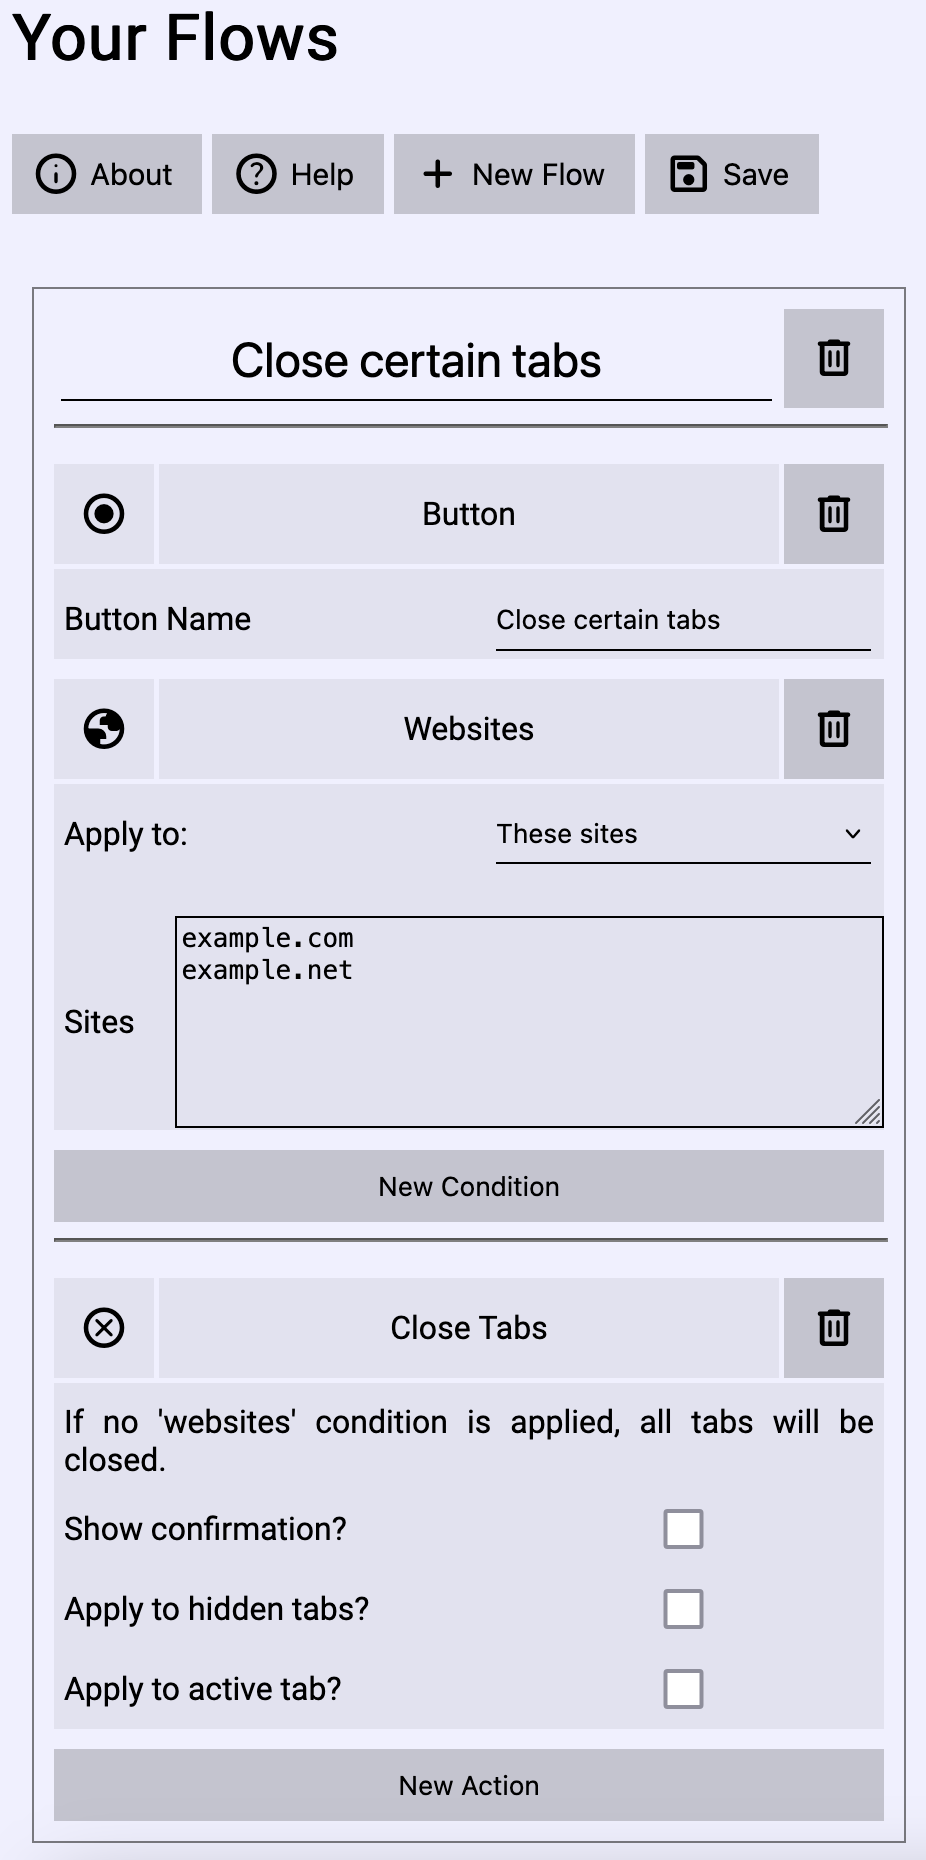 Your Flows
About
Help
New Flow
Save
Close certain tabs
Button
Button Name
Close certain tabs
Websites
Apply to:
These sites
example.com
example.net
Sites
New Condition
Close Tabs
If no 'websites' condition is applied, all tabs will be
closed.
Show confirmation?
Apply to hidden tabs?
Apply to active tab?
New Action